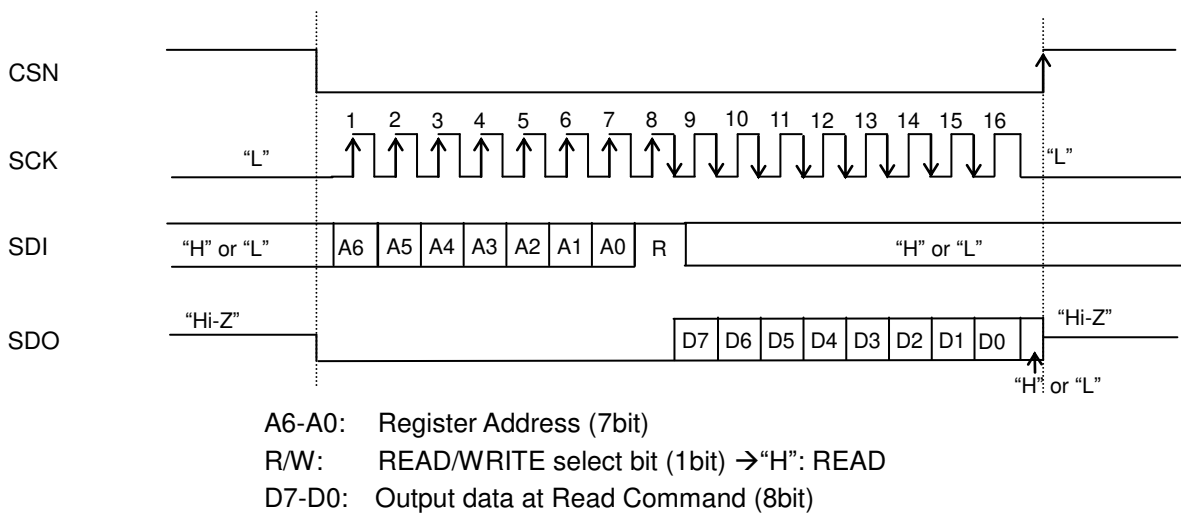 CSN
1 2 3 4 5 6 7 8 9 10 11 12 13 14 15 16
SCK “L” “L”
SDI “H” or “L” A6 A5 A4 A3 A2 A1 A0 R “H” or “L”
“Hi-Z” “Hi-Z”
SDO D7 D6 D5 D4 D3 D2 D1 D0
“H” or “L”
A6-A0: Register Address (7bit)
R/W: READ/WRITE select bit (1bit) →“H”: READ
D7-D0: Output data at Read Command (8bit)